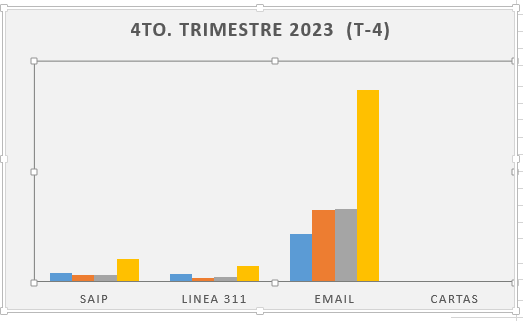 4TO. TRIMESTRE 2023 (T-4)
SAIP LINEA 311 EMAIL CARTAS